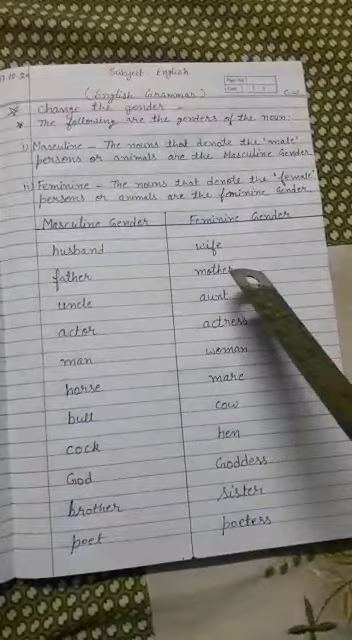 Subject English
(English Grammar)
Page No.
Date
C.W
* Change the gender -
* The following are the genders of the noun:
i) Masculine - The nouns that denote the 'male'
persons or animals are the Masculine Gender.
ii) Feminine - The nouns that denote the 'female'
persons or animals are the feminine Gender.
Masculine Gender Feminine Gender
husband wife
father mother
uncle aunt
actor actress
man woman
horse mare
bull cow
cock hen
God Goddess
brother sister
poet poetess